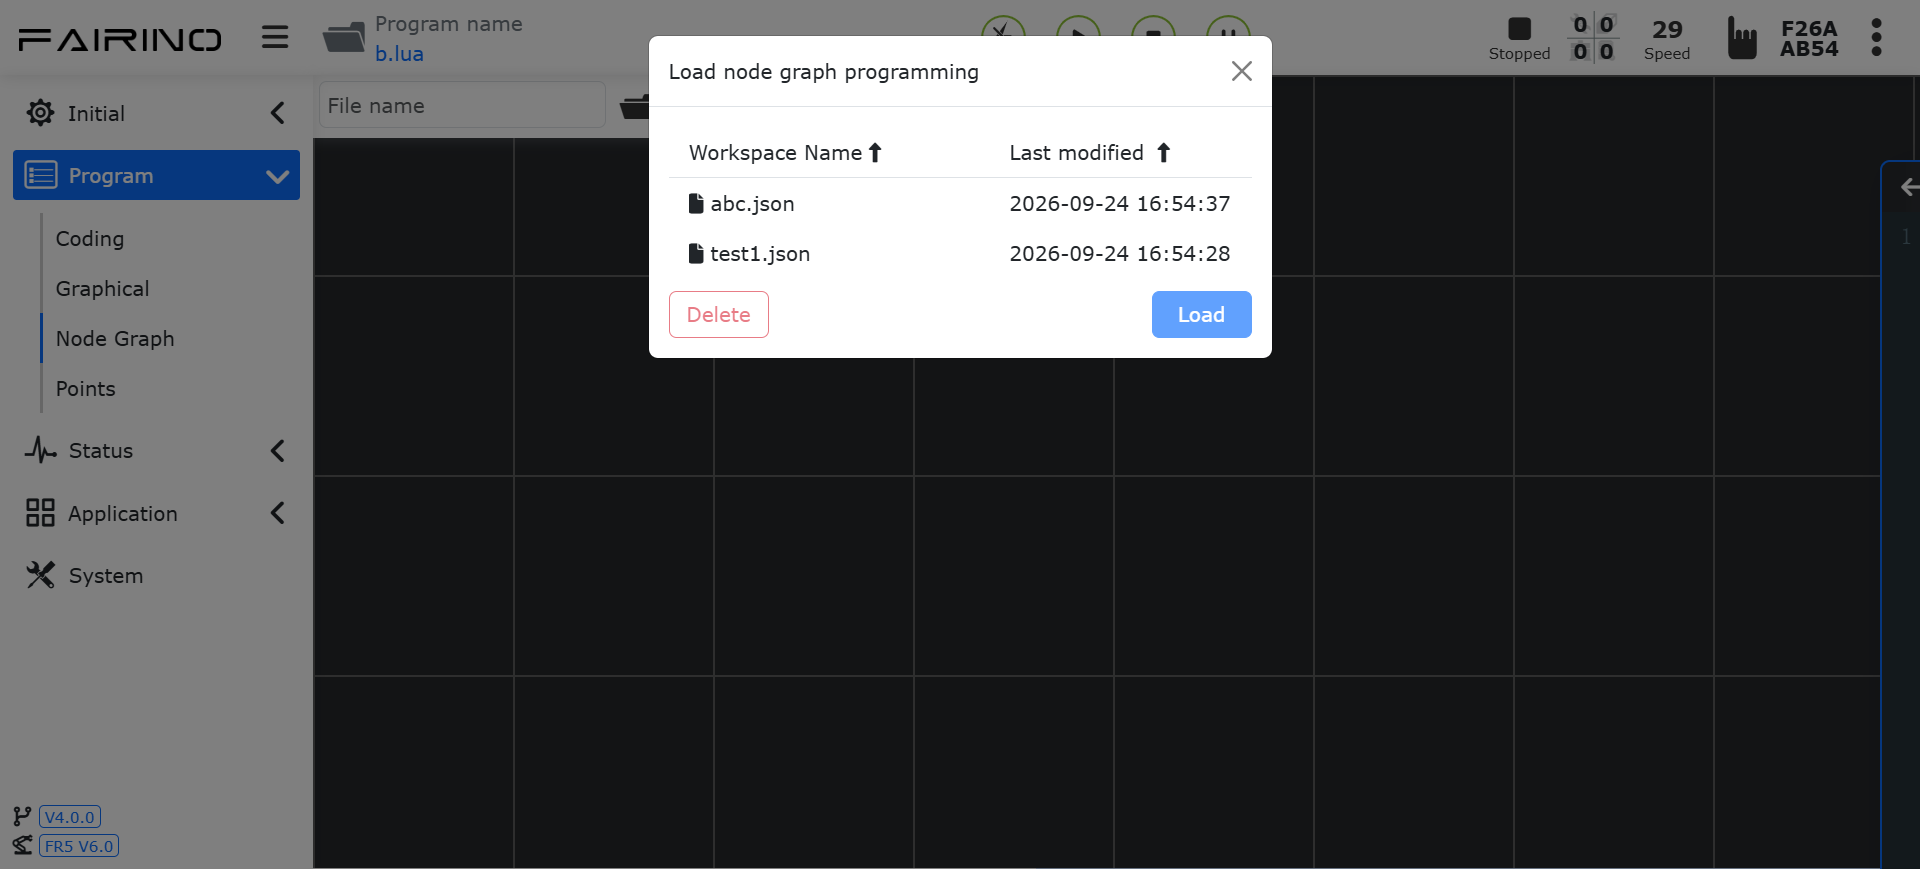 FAIRINO
Program name
b.lua
Stopped
0 0
0 0
29
Speed
F26A
AB54
Initial
Program
Coding
Graphical
Node Graph
Points
Status
Application
System
V4.0.0
FR5 V6.0
File name
Load node graph programming
Workspace Name
Last modified
abc.json
2026-09-24 16:54:37
test1.json
2026-09-24 16:54:28
Delete
Load
1